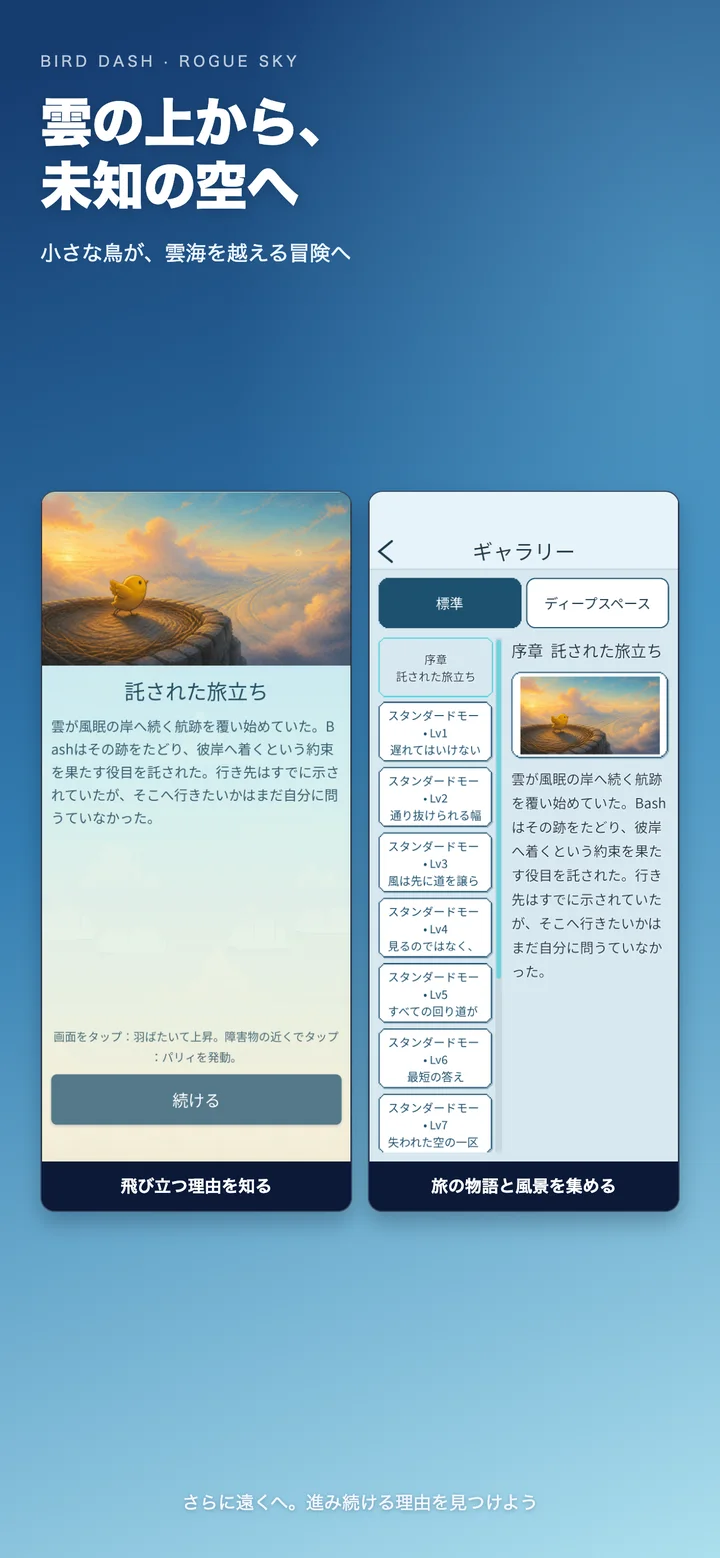 BIRD DASH · ROGUE SKY
雲の上から、
未知の空へ
小さな鳥が、雲海を越える冒険へ
託された旅立ち
雲が風眠の岸へ続く航跡を覆い始めていた。B
ashはその跡をたどり、彼岸へ着くという約束
を果たす役目を託された。行き先はすでに示さ
れていたが、そこへ行きたいかはまだ自分に問
うていなかった。
画面をタップ：羽ばたいて上昇。障害物の近くでタップ
：パリィを発動。
続ける
飛び立つ理由を知る
ギャラリー
標準
ディープスペース
序章
託された旅立ち
スタンダードモー
• Lv1
遅れてはいけない
スタンダードモー
• Lv2
通り抜けられる幅
スタンダードモー
• Lv3
風は先に道を譲ら
スタンダードモー
• Lv4
見るのではなく、
スタンダードモー
• Lv5
すべての回り道が
スタンダードモー
• Lv6
最短の答え
スタンダードモー
• Lv7
失われた空の一区
序章 託された旅立ち
雲が風眠の岸へ続く航跡
を覆い始めていた。Bash
はその跡をたどり、彼岸
へ着くという約束を果た
す役目を託された。行き
先はすでに示されていた
が、そこへ行きたいかは
まだ自分に問うていなか
った。
旅の物語と風景を集める
さらに遠くへ。進み続ける理由を見つけよう